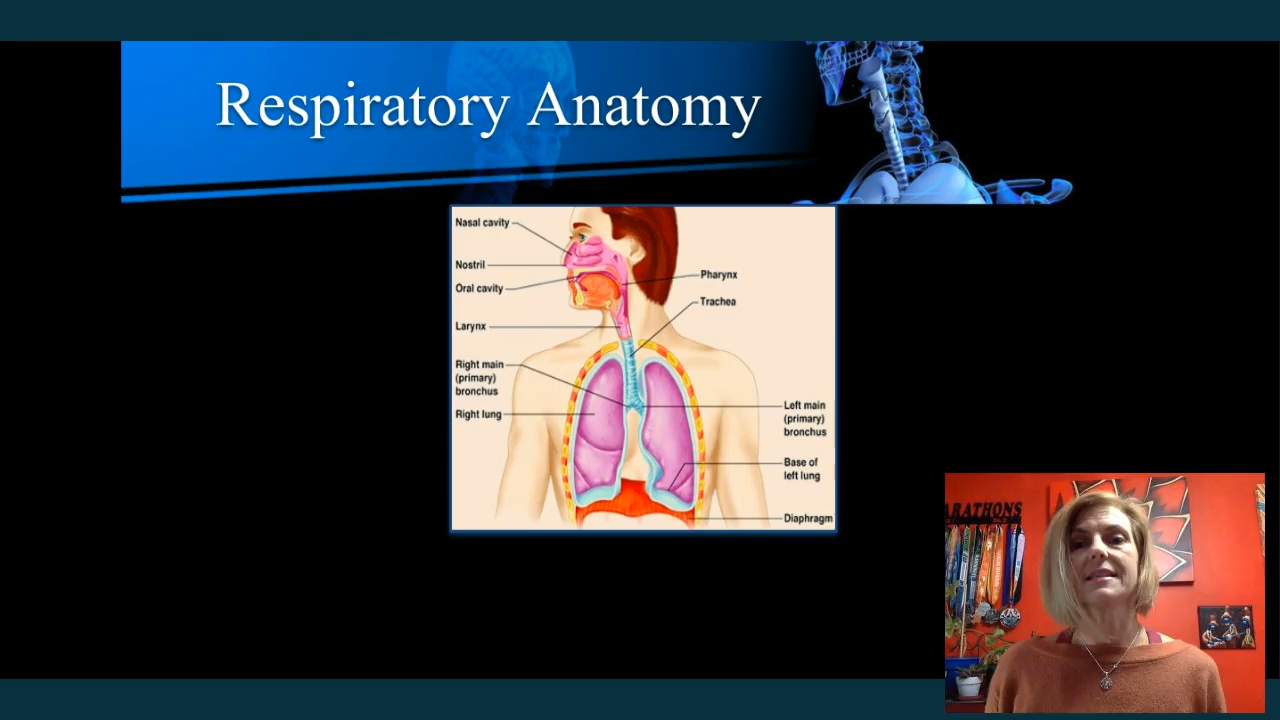 Respiratory Anatomy
Nasal cavity
Nostril
Oral cavity
Larynx
Right main
(primary)
bronchus
Right lung
Pharynx
Trachea
Left main
(primary)
bronchus
Base of
left lung
Diaphragm
ARATHONS